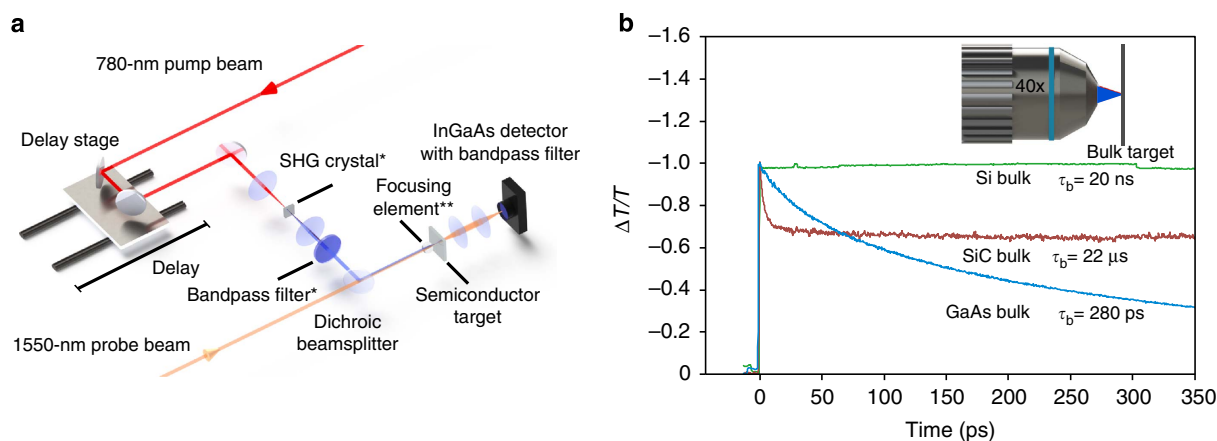 a
780-nm pump beam
Delay stage
SHG crystal*
InGaAs detector
with bandpass filter
Focusing
element**
Delay
Bandpass filter*
Dichroic
beamsplitter
Semiconductor
target
1550-nm probe beam
b
−1.6
−1.4
−1.2
−1.0
−0.8
−0.6
−0.4
−0.2
0
ΔT/T
40x
Bulk target
Si bulk τb= 20 ns
SiC bulk τb= 22 μs
GaAs bulk τb= 280 ps
0 50 100 150 200 250 300 350
Time (ps)